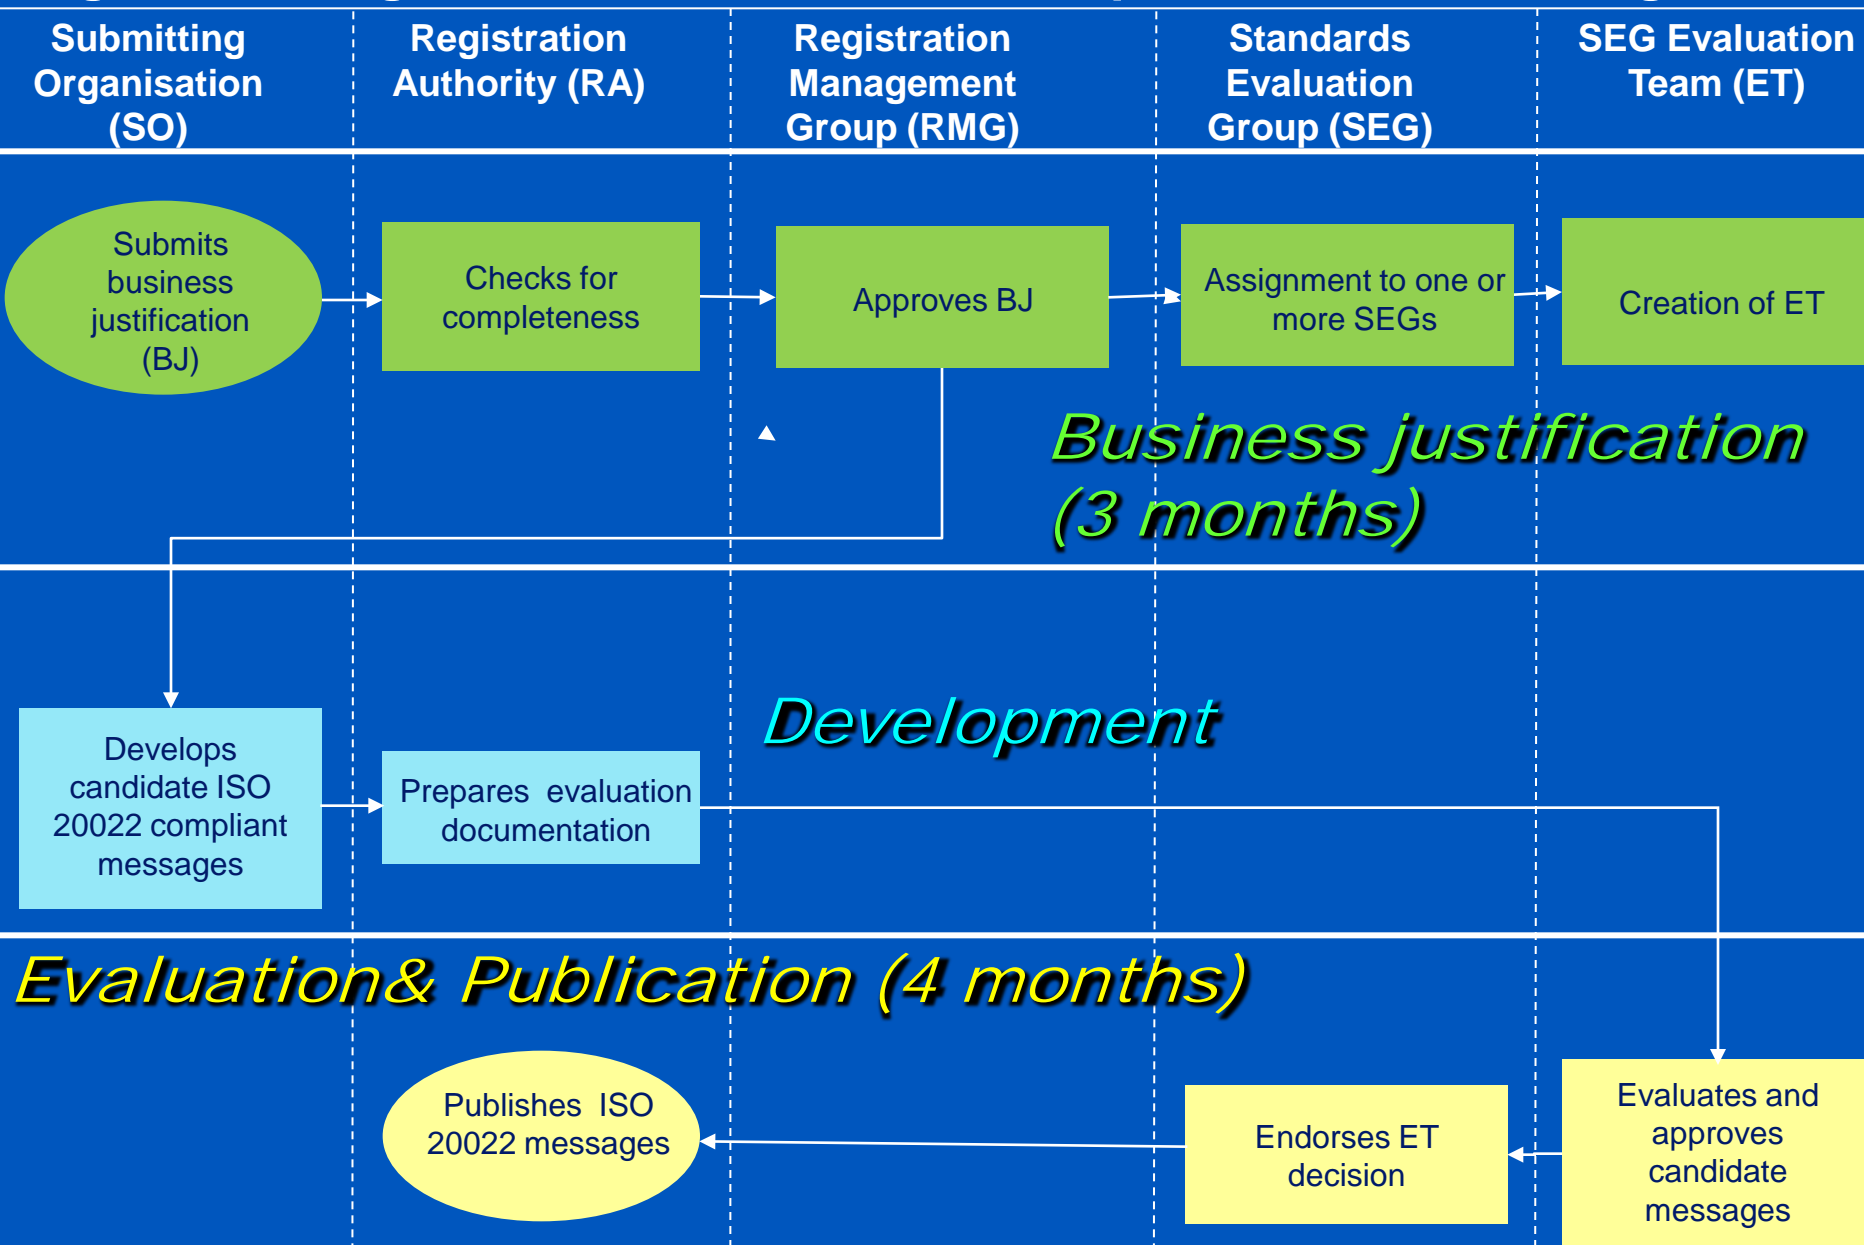 Submitting
Organisation
(SO)
Registration
Authority (RA)
Registration
Management
Group (RMG)
Standards
Evaluation
Group (SEG)
SEG Evaluation
Team (ET)
Submits
business
justification
(BJ)
Checks for
completeness
Approves BJ
Assignment to one or
more SEGs
Creation of ET
Business justification
(3 months)
Development
Develops
candidate ISO
20022 compliant
messages
Prepares evaluation
documentation
Evaluation& Publication (4 months)
Publishes ISO
20022 messages
Endorses ET
decision
Evaluates and
approves
candidate
messages